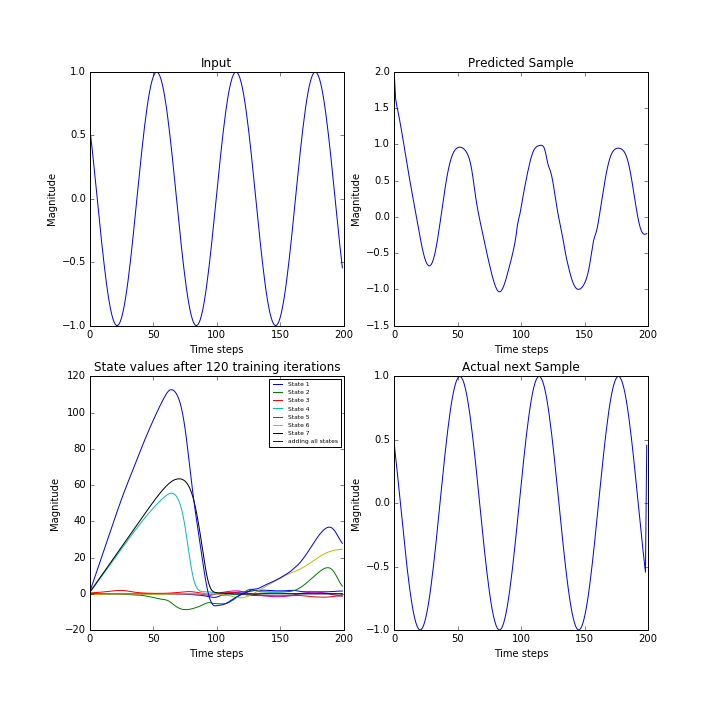 Input
1.0
0.5
0.0
−0.5
−1.0
Magnitude
0 50 100 150 200
Time steps
Predicted Sample
2.0
1.5
1.0
0.5
0.0
−0.5
−1.0
−1.5
Magnitude
0 50 100 150 200
Time steps
State values after 120 training iterations
120
100
80
60
40
20
0
−20
Magnitude
State 1
State 2
State 3
State 4
State 5
State 6
State 7
adding all states
0 50 100 150 200
Time steps
Actual next Sample
1.0
0.5
0.0
−0.5
−1.0
Magnitude
0 50 100 150 200
Time steps